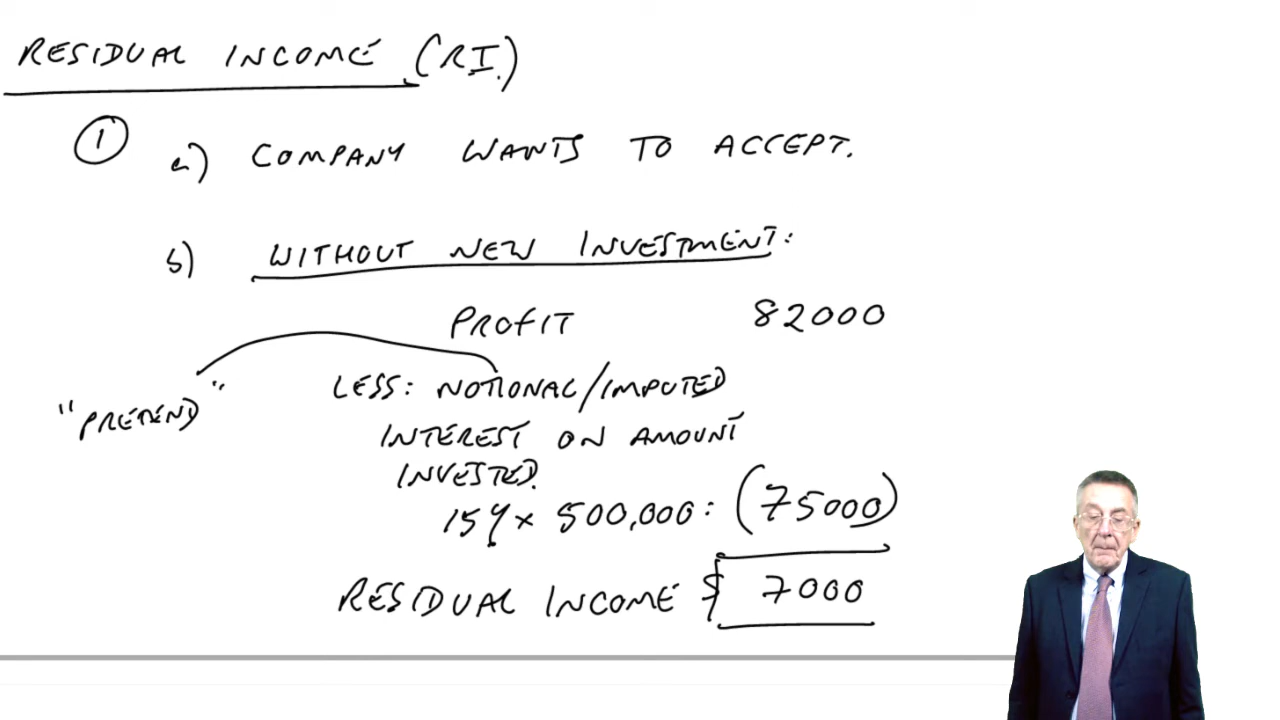 RESIDUAL INCOME (RI.)
① a) COMPANY WANTS TO ACCEPT.
b) WITHOUT NEW INVESTMENT:
PROFIT 82000
"PRETEND" LESS: NOTIONAL/IMPUTED
INTEREST ON AMOUNT
INVESTED.
15% × 500,000: (75000)
RESIDUAL INCOME $ 7000